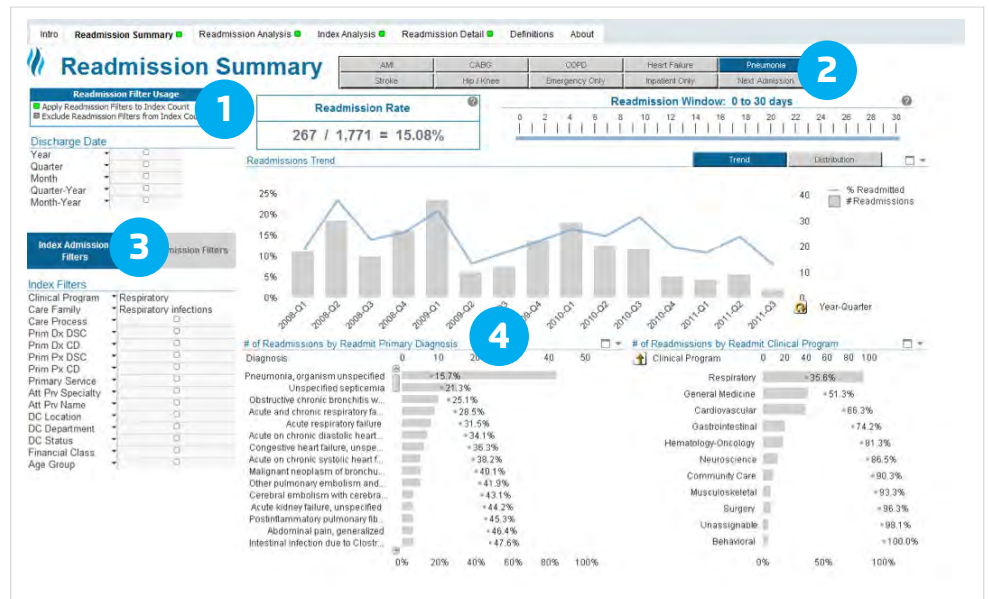 Intro Readmission Summary Readmission Analysis Index Analysis Readmission Detail Definitions About
Readmission Summary
AMI CABG COPD Heart Failure Pneumonia
Stroke Hip / Knee Emergency Only Inpatient Only Next Admission
2
Readmission Filter Usage
Apply Readmission Filters to Index Count
Exclude Readmission Filters from Index
1
Readmission Rate
267 / 1,771 = 15.08%
Readmission Window: 0 to 30 days
0 2 4 6 8 10 12 14 16 18 20 22 24 26 28 30
Discharge Date
Year
Quarter
Month
Quarter-Year
Month-Year
Readmissions Trend
Trend Distribution
25%
20%
15%
10%
5%
0%
40
30
20
10
0
% Readmitted
# Readmissions
2008-Q1 2008-Q2 2008-Q3 2008-Q4 2009-Q1 2009-Q2 2009-Q3 2009-Q4 2010-Q1 2010-Q2 2010-Q3 2010-Q4 2011-Q1 2011-Q2 2011-Q3
Year-Quarter
Index Admission Filters
3
Filters
Index Filters
Clinical Program Respiratory
Care Family Respiratory infections
Care Process
Prim Dx DSC
Prim Dx CD
Prim Px DSC
Prim Px CD
Primary Service
Att Prv Specialty
Att Prv Name
DC Location
DC Department
DC Status
Financial Class
Age Group
4
# of Readmissions by Readmit Primary Diagnosis
Diagnosis 0 10 40 50
Pneumonia, organism unspecified 15.7%
Unspecified septicemia 21.3%
Obstructive chronic bronchitis w... 25.1%
Acute and chronic respiratory fa... 28.5%
Acute respiratory failure 31.5%
Acute on chronic diastolic heart... 34.1%
Congestive heart failure, unspe... 36.3%
Acute on chronic systolic heart f... 38.2%
Malignant neoplasm of bronchu... 40.1%
Other pulmonary embolism and... 41.9%
Cerebral embolism with cerebra... 43.1%
Acute kidney failure, unspecified 44.2%
Postinflammatory pulmonary fib... 45.3%
Abdominal pain, generalized 46.4%
Intestinal infection due to Clostr... 47.6%
0% 20% 40% 60% 80% 100%
# of Readmissions by Readmit Clinical Program
Clinical Program 0 20 40 60 80 100
Respiratory 35.6%
General Medicine 51.3%
Cardiovascular 66.3%
Gastrointestinal 74.2%
Hematology-Oncology 81.3%
Neuroscience 86.5%
Community Care 90.3%
Musculoskeletal 93.3%
Surgery 96.3%
Unassignable 98.1%
Behavioral 100.0%
0% 50% 100%